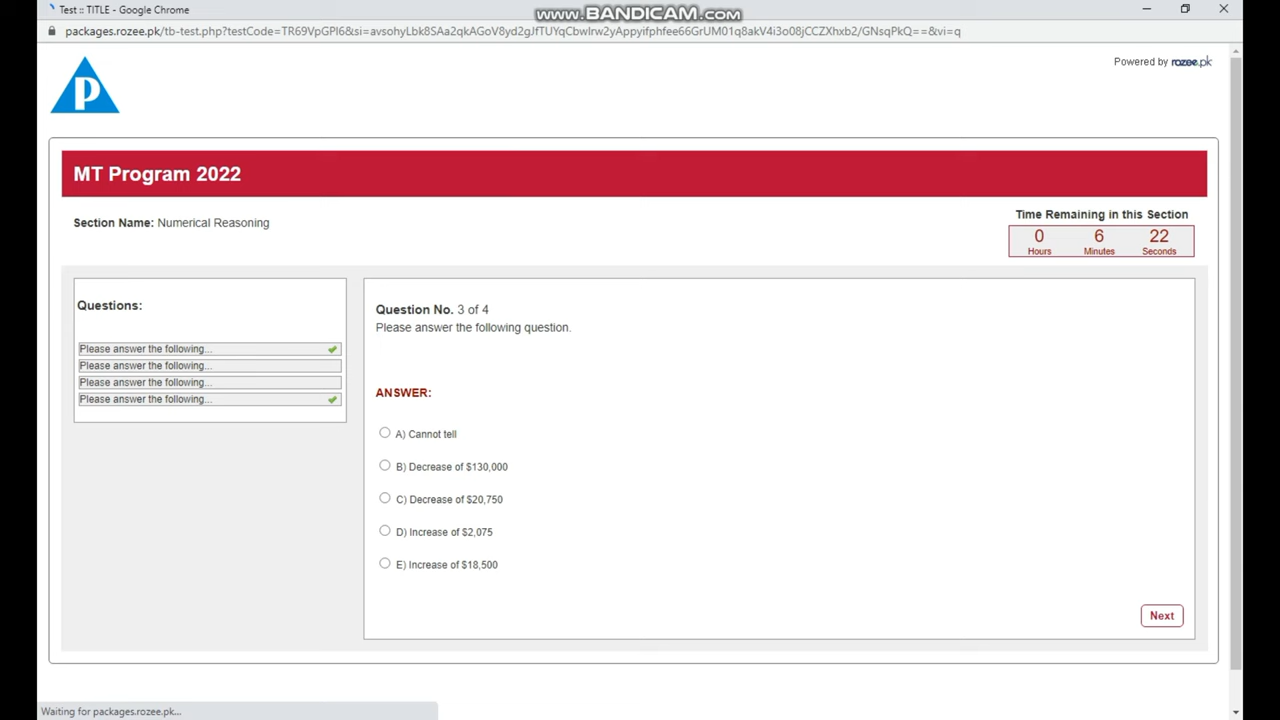 Test :: TITLE - Google Chrome
www.BANDICAM.com
packages.rozee.pk/tb-test.php?testCode=TR69VpGPI6&si=avsohyLbk8SAa2qkAGoV8yd2gJfTUYqCbwlrw2yAppyifphfee66GrUM01q8akV4i3o08jCCZXhxb2/GNsqPkQ==&vi=q
P
Powered by rozee.pk
MT Program 2022
Section Name: Numerical Reasoning
Time Remaining in this Section
0 6 22
Hours Minutes Seconds
Questions:
Please answer the following...
Please answer the following...
Please answer the following...
Please answer the following...
Question No. 3 of 4
Please answer the following question.
ANSWER:
A) Cannot tell
B) Decrease of $130,000
C) Decrease of $20,750
D) Increase of $2,075
E) Increase of $18,500
Next
Waiting for packages.rozee.pk...